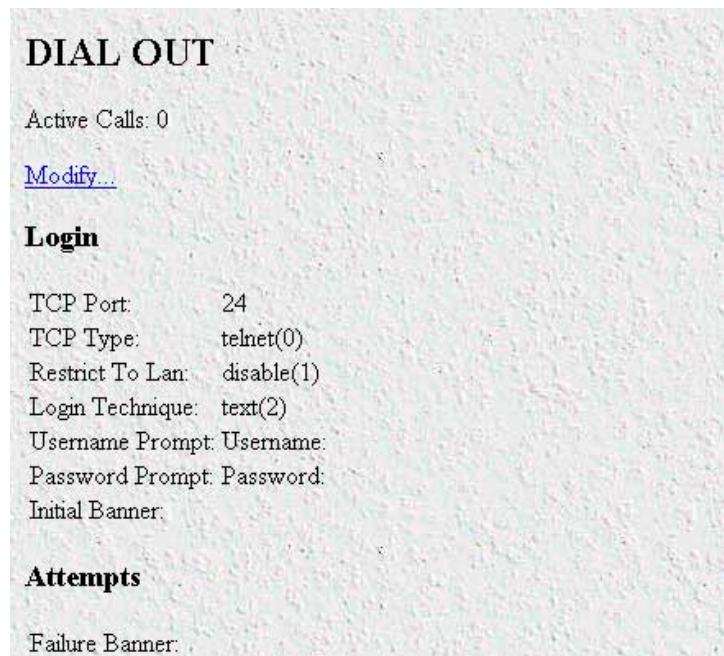 DIAL OUT
Active Calls: 0
Modify...
Login
TCP Port: 24
TCP Type: telnet(0)
Restrict To Lan: disable(1)
Login Technique: text(2)
Username Prompt: Username:
Password Prompt: Password:
Initial Banner:
Attempts
Failure Banner: